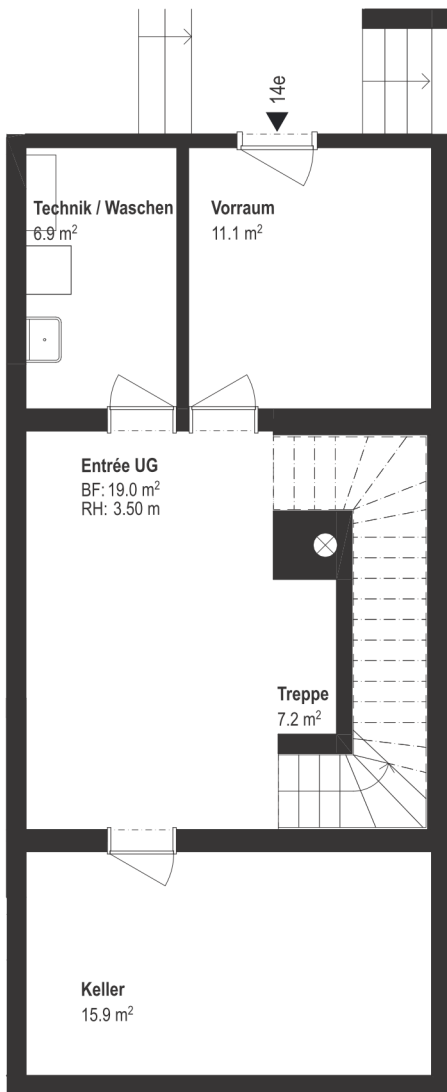 14e
Technik / Waschen
6.9 m²
Vorraum
11.1 m²
Entrée UG
BF: 19.0 m²
RH: 3.50 m
Treppe
7.2 m²
Keller
15.9 m²